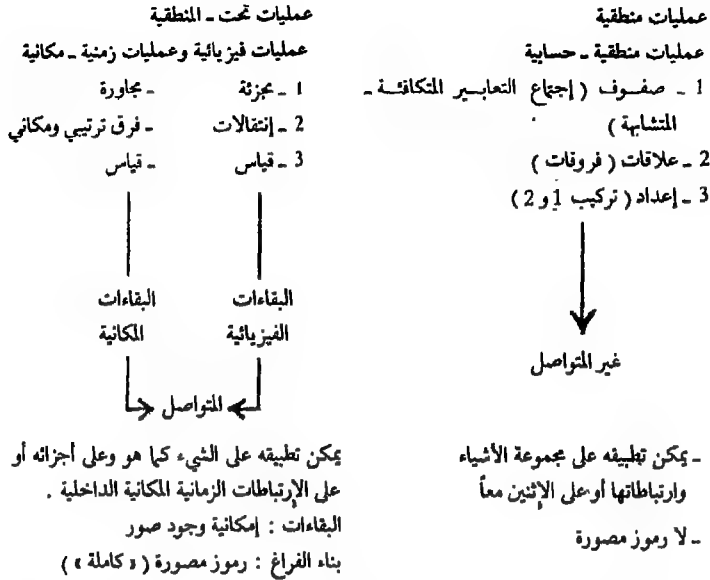 عمليات منطقية
عمليات منطقية ـ حسابية
1 ـ صفوف ( إجتماع التعابير المتكافئة ـ
المتشابهة )
2 ـ علاقات ( فروقات )
3 ـ إعداد ( تركيب 1 و 2 )
غير المتواصل
ـ يمكن تطبيقه على مجموعة الأشياء
وارتباطاتها أو على الإثنين معاً
ـ لا رموز مصورة
عمليات تحت ـ المنطقية
عمليات فيزيائية وعمليات زمنية ـ مكانية
1 ـ مجزئة ـ مجاورة
2 ـ إنتقالات ـ فرق ترتيبي ومكاني
3 ـ قياس ـ قياس
البقاءات البقاءات
الفيزيائية المكانية
المتواصل
يمكن تطبيقه على الشيء كما هو وعلى أجزائه أو
على الإرتباطات الزمانية المكانية الداخلية .
البقاءات : إمكانية وجود صور
بناء الفراغ : رموز مصورة ( « كاملة » )